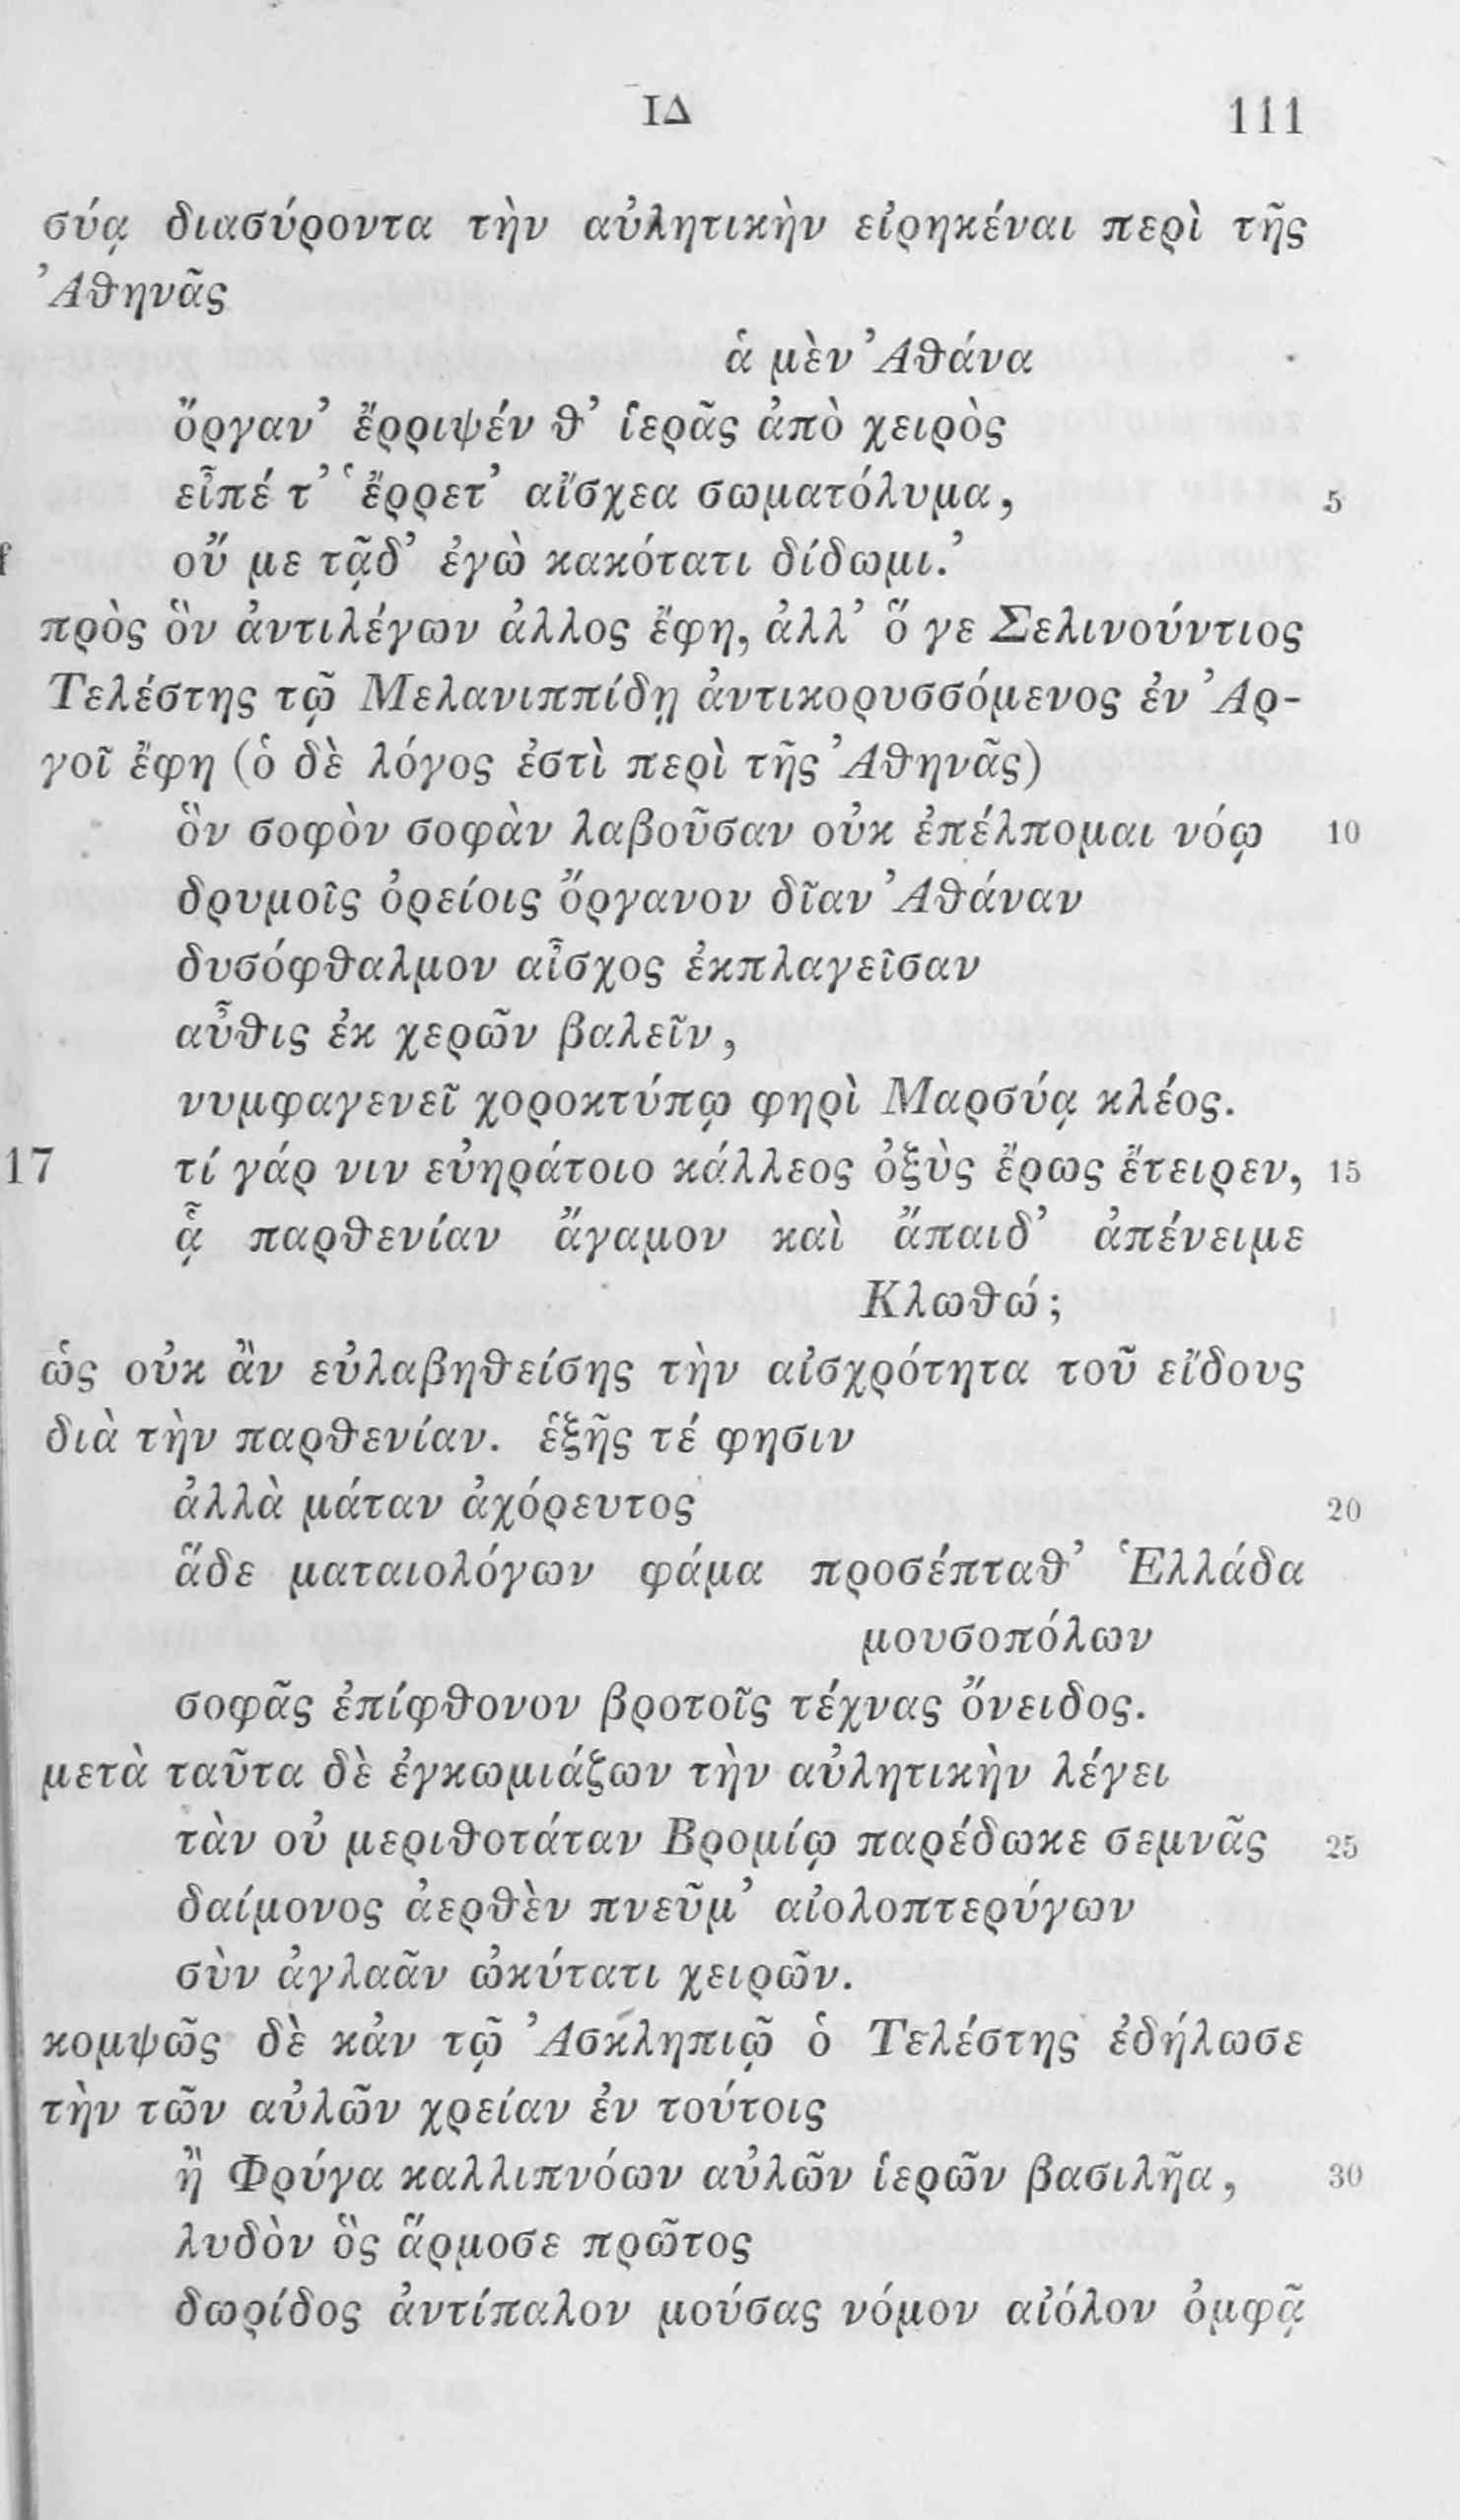 ΙΔ 111
σύᾳ διασύροντα τὴν αὐλητικὴν εἰρηκέναι περὶ τῆς
Ἀθηνᾶς
ἁ μὲν Ἀθάνα
ὄργαν᾽ ἔρριψέν θ᾽ ἱερᾶς ἀπὸ χειρὸς
εἶπέ τ᾽ ‘ἔρρετ᾽ αἴσχεα σωματόλυμα, 5
f οὔ με τᾷδ᾽ ἐγὼ κακότατι δίδωμι.’
πρὸς ὃν ἀντιλέγων ἄλλος ἔφη, ἀλλ᾽ ὅ γε Σελινούντιος
Τελέστης τῷ Μελανιππίδῃ ἀντικορυσσόμενος ἐν Ἀρ-
γοῖ ἔφη (ὁ δὲ λόγος ἐστὶ περὶ τῆς Ἀθηνᾶς)
ὃν σοφὸν σοφὰν λαβοῦσαν οὐκ ἐπέλπομαι νόῳ 10
δρυμοῖς ὀρείοις ὄργανον δῖαν Ἀθάναν
δυσόφθαλμον αἶσχος ἐκπλαγεῖσαν
αὖθις ἐκ χερῶν βαλεῖν,
νυμφαγενεῖ χοροκτύπῳ φηρὶ Μαρσύᾳ κλέος.
17 τί γάρ νιν εὐηράτοιο κάλλεος ὀξὺς ἔρως ἔτειρεν, 15
ᾇ παρθενίαν ἄγαμον καὶ ἄπαιδ᾽ ἀπένειμε
Κλωθώ;
ὡς οὐκ ἂν εὐλαβηθείσης τὴν αἰσχρότητα τοῦ εἴδους
διὰ τὴν παρθενίαν. ἑξῆς τέ φησιν
ἀλλὰ μάταν ἀχόρευτος 20
ἅδε ματαιολόγων φάμα προσέπταθ᾽ Ἑλλάδα
μουσοπόλων
σοφᾶς ἐπίφθονον βροτοῖς τέχνας ὄνειδος.
μετὰ ταῦτα δὲ ἐγκωμιάζων τὴν αὐλητικὴν λέγει
τὰν οὐ μεριθοτάταν Βρομίῳ παρέδωκε σεμνᾶς 25
δαίμονος ἀερθὲν πνεῦμ᾽ αἰολοπτερύγων
σὺν ἀγλαᾶν ὠκύτατι χειρῶν.
κομψῶς δὲ κἀν τῷ Ἀσκληπιῷ ὁ Τελέστης ἐδήλωσε
τὴν τῶν αὐλῶν χρείαν ἐν τούτοις
ἢ Φρύγα καλλιπνόων αὐλῶν ἱερῶν βασιλῆα, 30
λυδὸν ὃς ἅρμοσε πρῶτος
δωρίδος ἀντίπαλον μούσας νόμον αἰόλον ὀμφᾷ